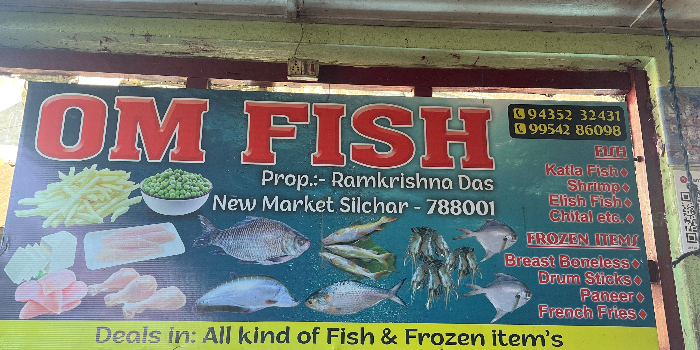 OM FISH
Prop.:- Ramkrishna Das
New Market Silchar - 788001
94352 32431
99542 86098
FISH
Katla Fish
Shrimp
Elish Fish
Chital etc.
FROZEN ITEMS
Breast Boneless
Drum Sticks
Paneer
French Fries
Deals in: All kind of Fish & Frozen item's